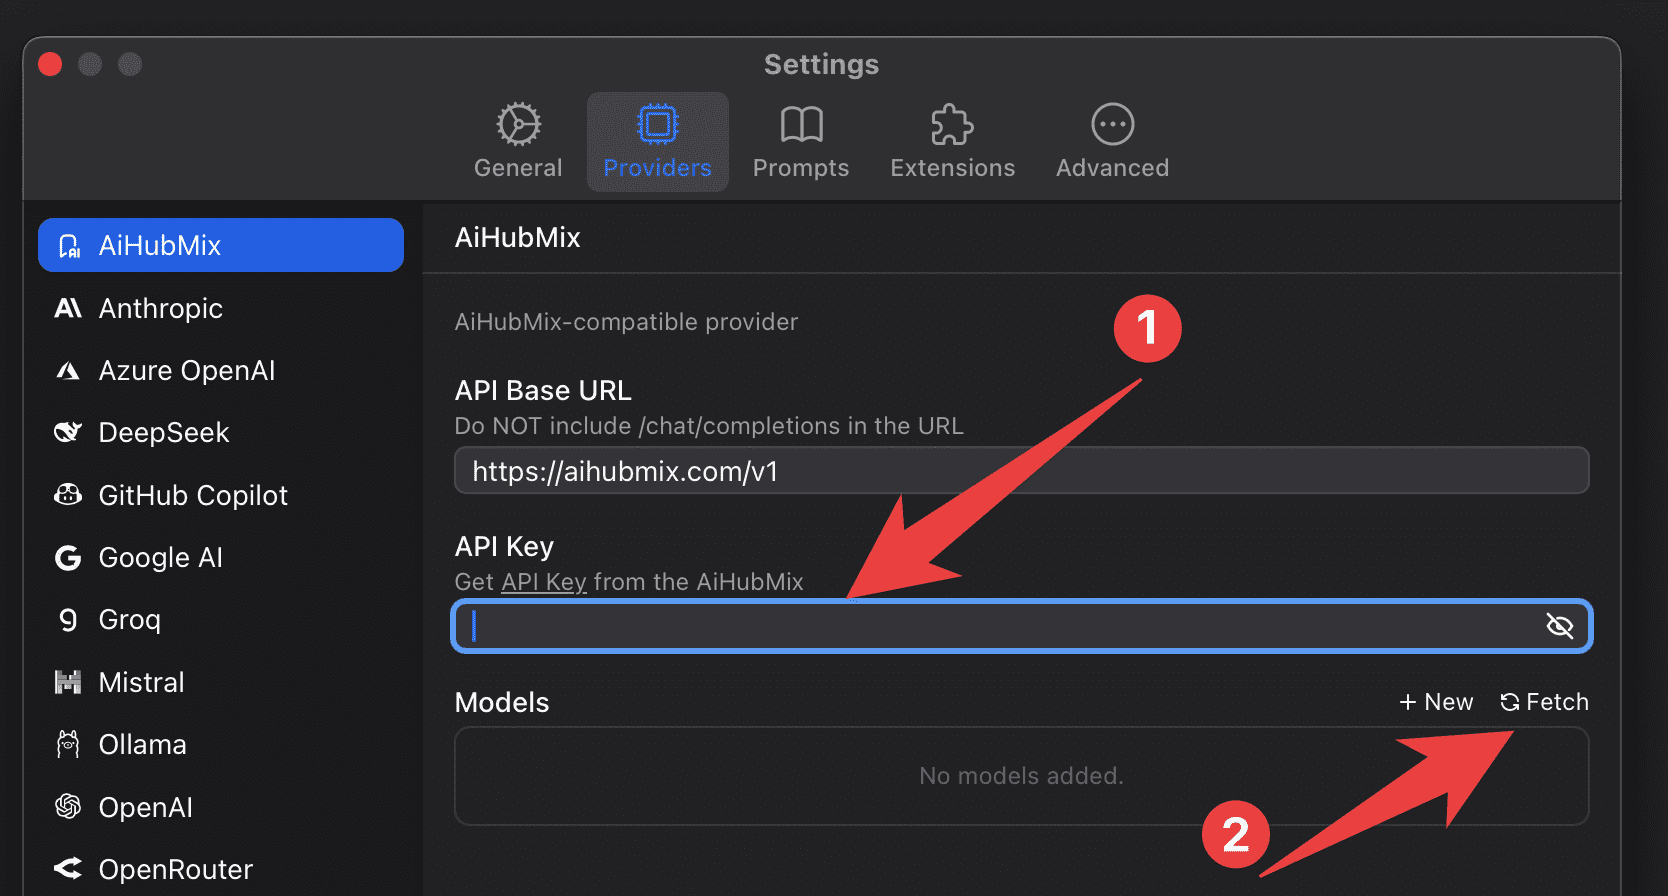 Settings
General
Providers
Prompts
Extensions
Advanced
AiHubMix
Anthropic
Azure OpenAI
DeepSeek
GitHub Copilot
Google AI
Groq
Mistral
Ollama
OpenAI
OpenRouter
AiHubMix
AiHubMix-compatible provider
1
API Base URL
Do NOT include /chat/completions in the URL
https://aihubmix.com/v1
API Key
Get API Key from the AiHubMix
Models
+ New
Fetch
No models added.
2